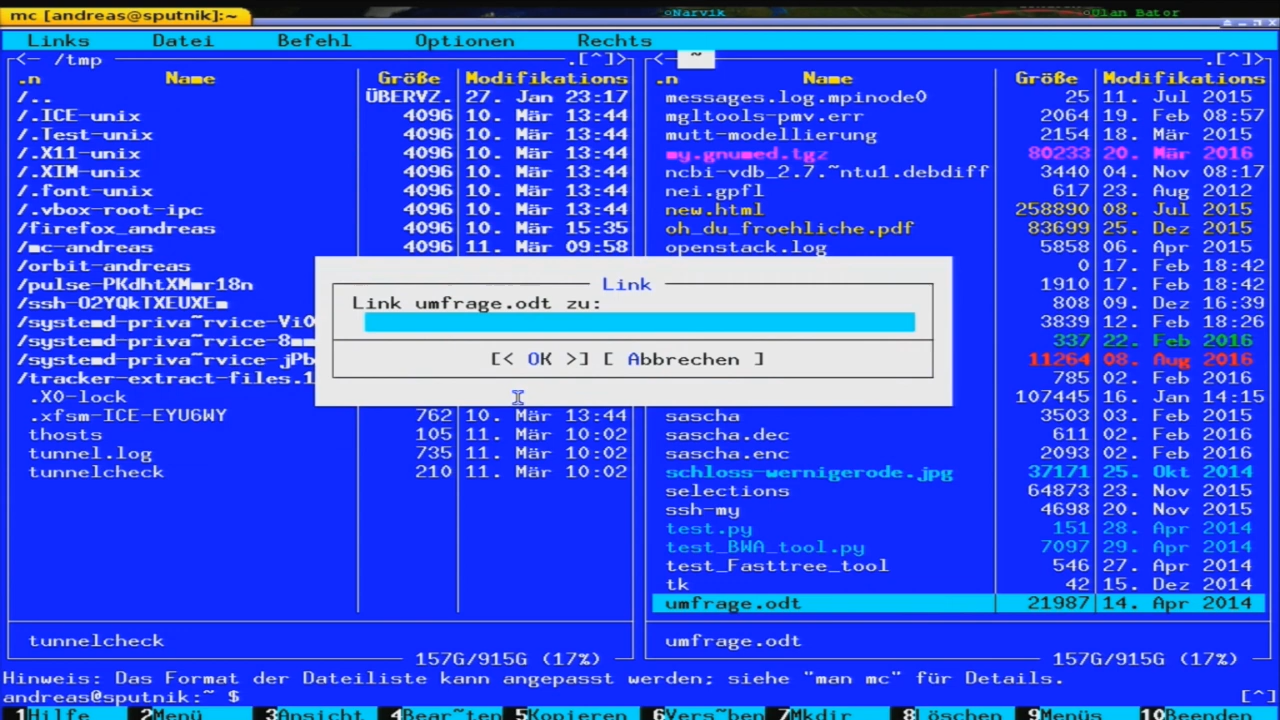 mc [andreas@sputnik]:~
Narvik
Ulan Bator
Links Datei Befehl Optionen Rechts
<─ /tmp .[^]>
.n Name Größe Modifikations
/.. ÜBERVZ. 27. Jan 23:17
/.ICE-unix 4096 10. Mär 13:44
/.Test-unix 4096 10. Mär 13:44
/.X11-unix 4096 10. Mär 13:44
/.XIM-unix 4096 10. Mär 13:44
/.font-unix 4096 10. Mär 13:44
/.vbox-root-ipc 4096 10. Mär 13:44
/firefox_andreas 4096 10. Mär 15:35
/mc-andreas 4096 11. Mär 09:58
/orbit-andreas
/pulse-PKdhtXMmr18n
/ssh-O2YQkTXEUXEm
/systemd-priva~rvice-ViO
/systemd-priva~rvice-8mm
/systemd-priva~rvice-jPb
/tracker-extract-files.1
.X0-lock
.xfsm-ICE-EYU6WY 762 10. Mär 13:44
thosts 105 11. Mär 10:02
tunnel.log 735 11. Mär 10:02
tunnelcheck 210 11. Mär 10:02
tunnelcheck
157G/915G (17%)
<─ ~ .[^]>
.n Name Größe Modifikations
messages.log.mpinode0 25 11. Jul 2015
mgltools-pmv.err 2064 19. Feb 08:57
mutt-modellierung 2154 18. Mär 2015
my.gnumed.tgz 80233 20. Mär 2016
ncbi-vdb_2.7.~ntu1.debdiff 3440 04. Nov 08:17
nei.gpfl 617 23. Aug 2012
new.html 258890 08. Jul 2015
oh_du_froehliche.pdf 83699 25. Dez 2015
openstack.log 5858 06. Apr 2015
0 17. Feb 18:42
1910 17. Feb 18:42
808 09. Dez 16:39
3839 12. Feb 18:26
337 22. Feb 2016
11264 08. Aug 2016
785 02. Feb 2016
107445 16. Jan 14:15
sascha 3503 03. Feb 2016
sascha.dec 611 02. Feb 2016
sascha.enc 2093 02. Feb 2016
schloss-wernigerode.jpg 37171 25. Okt 2014
selections 64873 23. Nov 2015
ssh-my 4698 20. Nov 2015
test.py 151 28. Apr 2014
test_BWA_tool.py 7097 29. Apr 2014
test_Fasttree_tool 546 27. Apr 2014
tk 42 15. Dez 2014
umfrage.odt 21987 14. Apr 2014
umfrage.odt
157G/915G (17%)
Link
Link umfrage.odt zu:
[< OK >] [ Abbrechen ]
Hinweis: Das Format der Dateiliste kann angepasst werden; siehe "man mc" für Details.
andreas@sputnik:~ $ [^]
1Hilfe 2Menü 3Ansicht 4Bear~ten 5Kopieren 6Vers~ben 7Mkdir 8Löschen 9Menüs 10Beenden